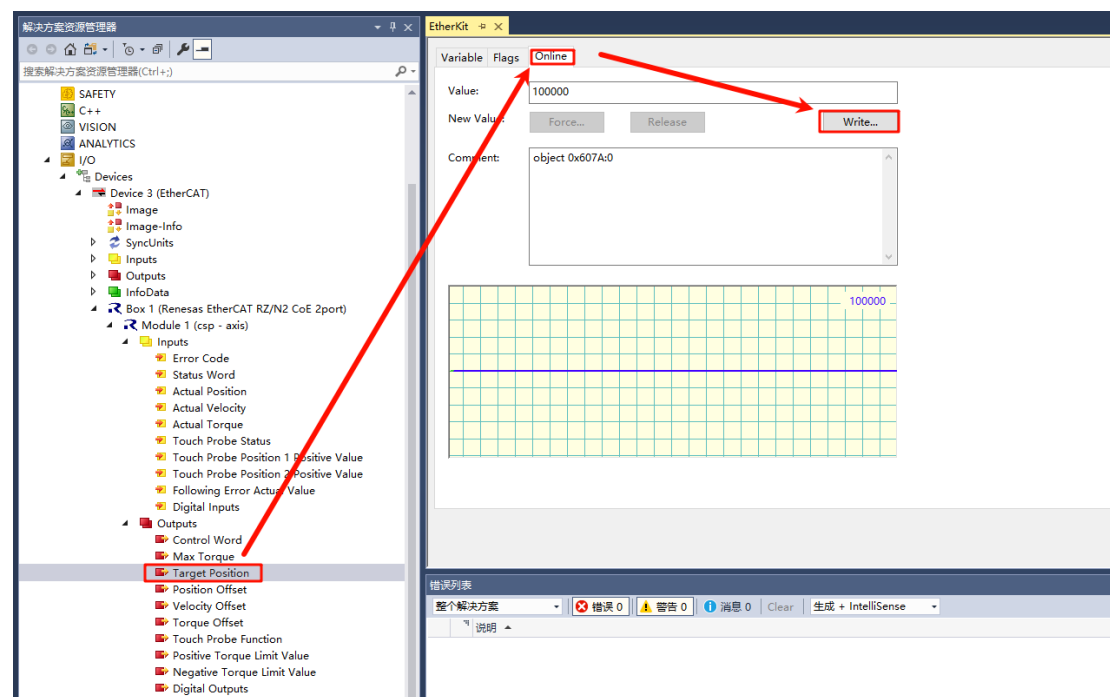 解决方案资源管理器
搜索解决方案资源管理器(Ctrl+;)
SAFETY
C++
VISION
ANALYTICS
I/O
Devices
Device 3 (EtherCAT)
Image
Image-Info
SyncUnits
Inputs
Outputs
InfoData
Box 1 (Renesas EtherCAT RZ/N2 CoE 2port)
Module 1 (csp - axis)
Inputs
Error Code
Status Word
Actual Position
Actual Velocity
Actual Torque
Touch Probe Status
Touch Probe Position 1 Positive Value
Touch Probe Position 2 Positive Value
Following Error Actual Value
Digital Inputs
Outputs
Control Word
Max Torque
Target Position
Position Offset
Velocity Offset
Torque Offset
Touch Probe Function
Positive Torque Limit Value
Negative Torque Limit Value
Digital Outputs
EtherKit
Variable Flags Online
Value: 100000
New Value: Force... Release Write...
Comment: object 0x607A:0
100000
错误列表
整个解决方案 错误 0 警告 0 消息 0 Clear 生成 + IntelliSense
说明